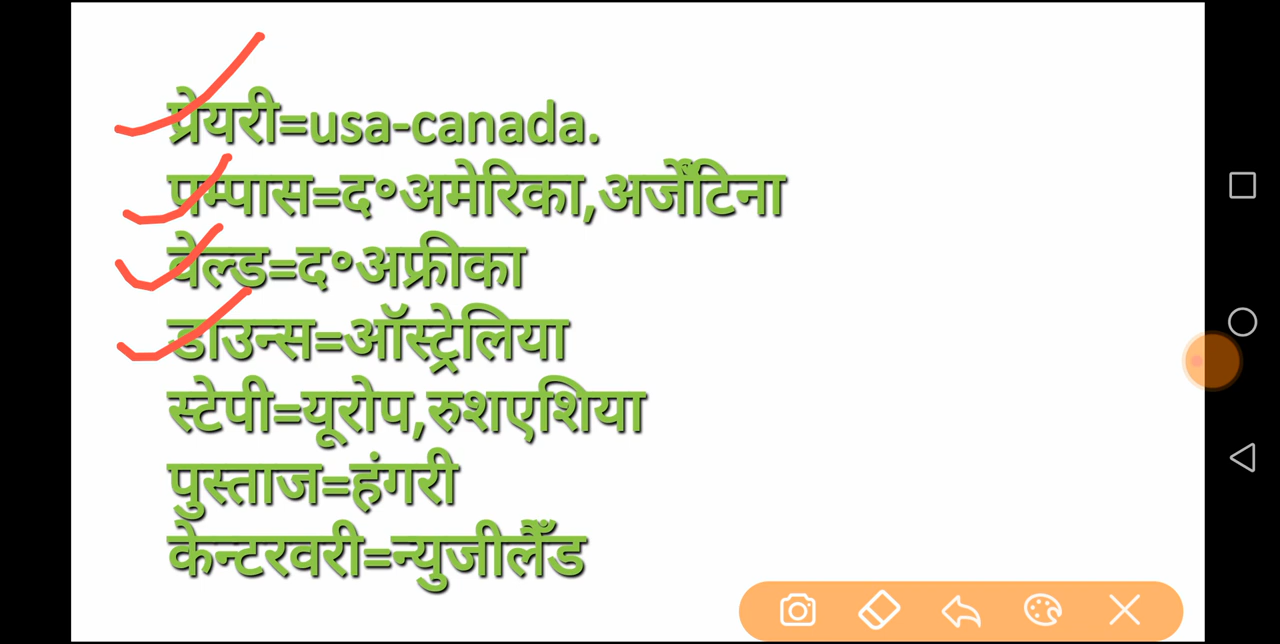 प्रेयरी=usa-canada.
पम्पास=द°अमेरिका,अर्जेंटिना
वेल्ड=द°अफ्रीका
डाउन्स=ऑस्ट्रेलिया
स्टेपी=यूरोप,रुशएशिया
पुस्ताज=हंगरी
केन्टरवरी=न्युजीलैँड